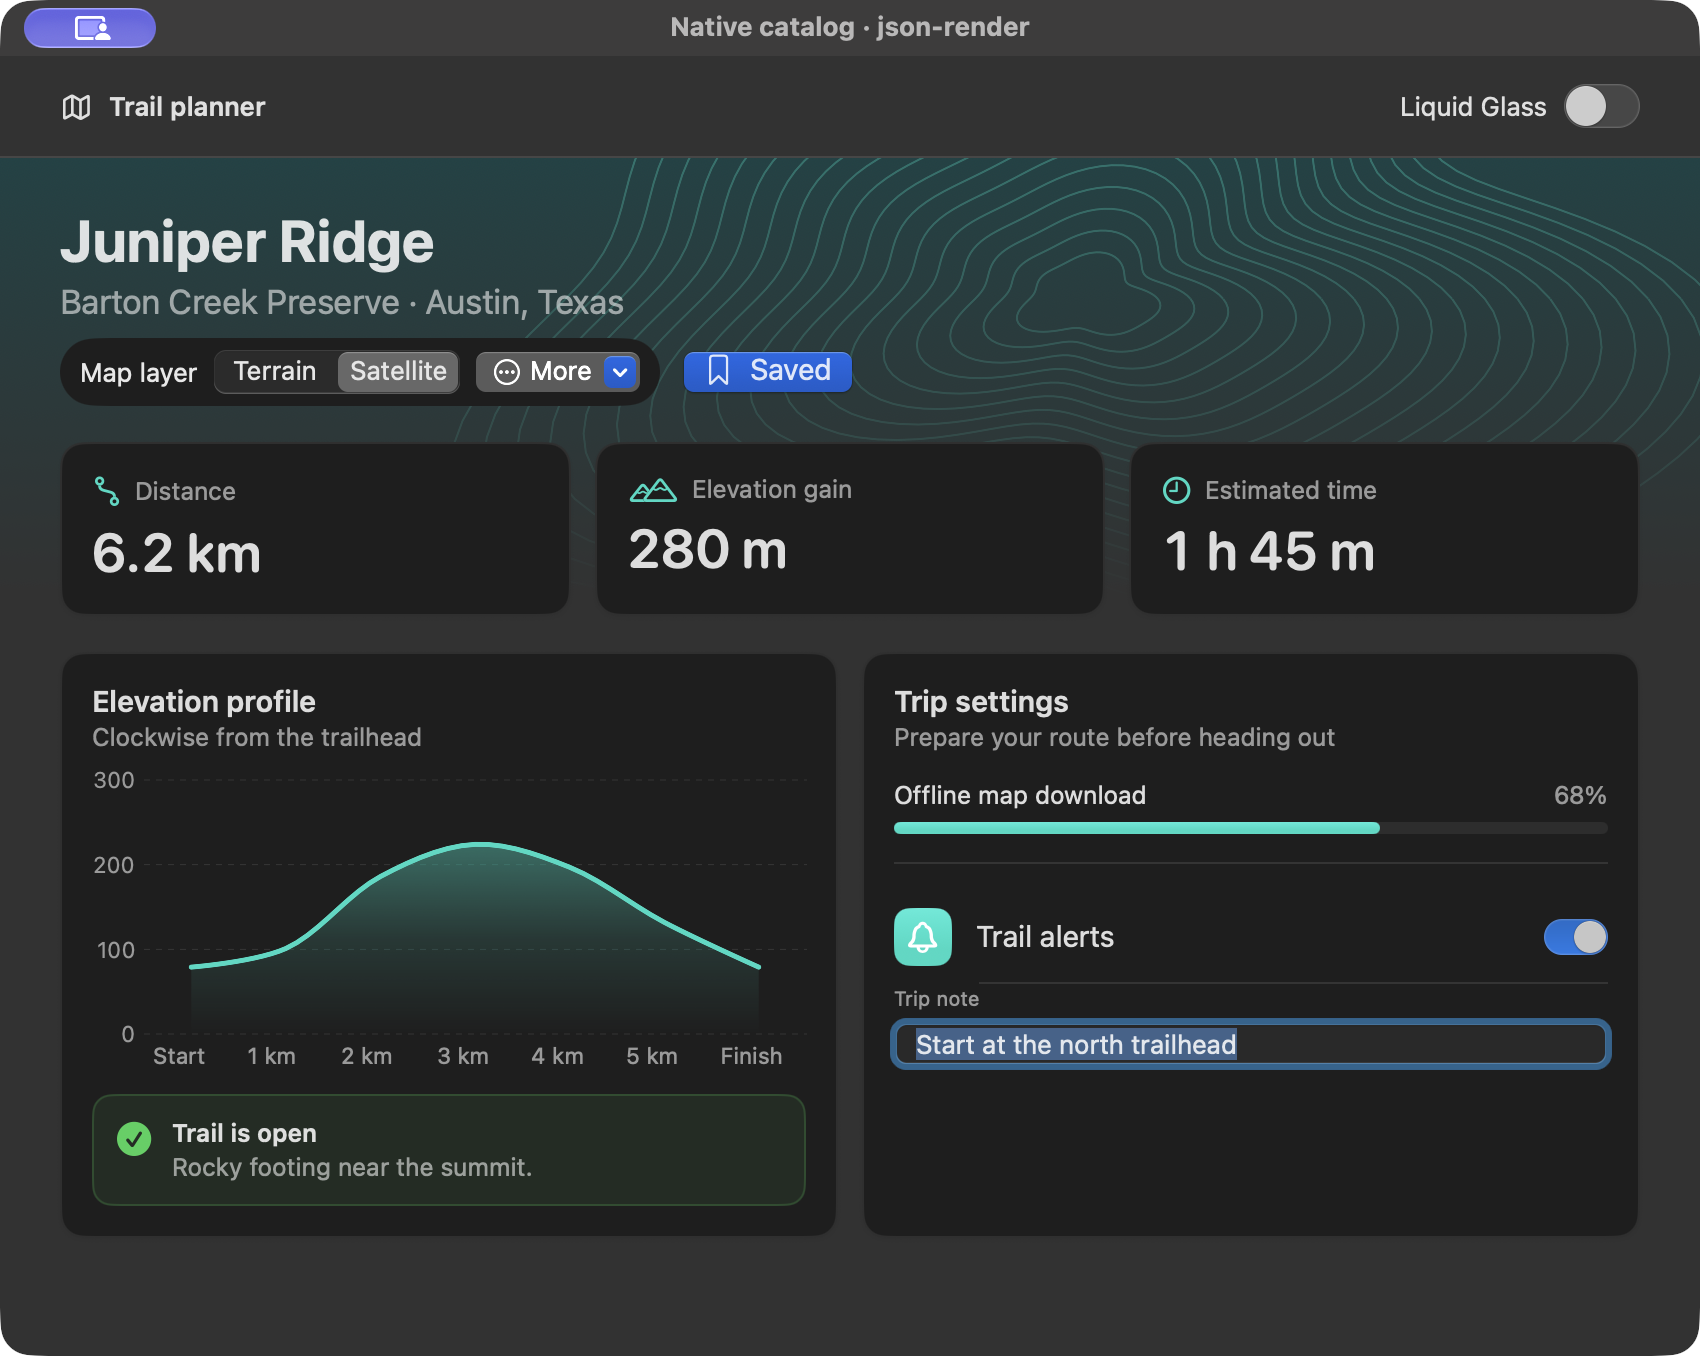 Native catalog · json-render
Trail planner
Liquid Glass
Juniper Ridge
Barton Creek Preserve · Austin, Texas
Map layer
Terrain
Satellite
More
Saved
Distance
6.2 km
Elevation gain
280 m
Estimated time
1 h 45 m
Elevation profile
Clockwise from the trailhead
300
200
100
0
Start
1 km
2 km
3 km
4 km
5 km
Finish
Trail is open
Rocky footing near the summit.
Trip settings
Prepare your route before heading out
Offline map download
68%
Trail alerts
Trip note
Start at the north trailhead